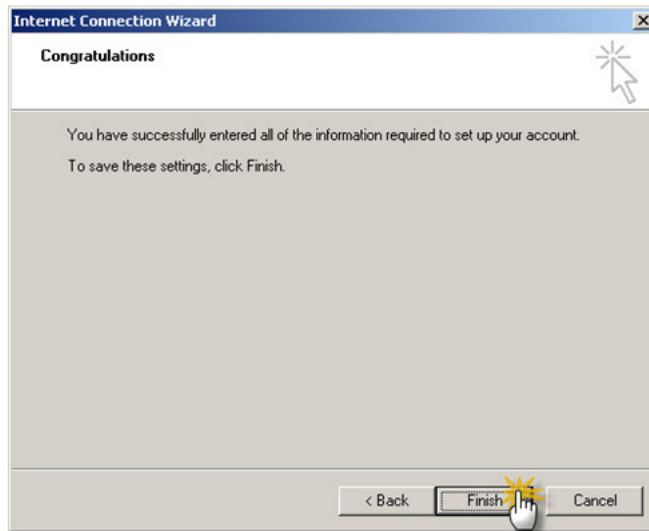 Internet Connection Wizard
Congratulations
You have successfully entered all of the information required to set up your account.
To save these settings, click Finish.
< Back
Finish
Cancel